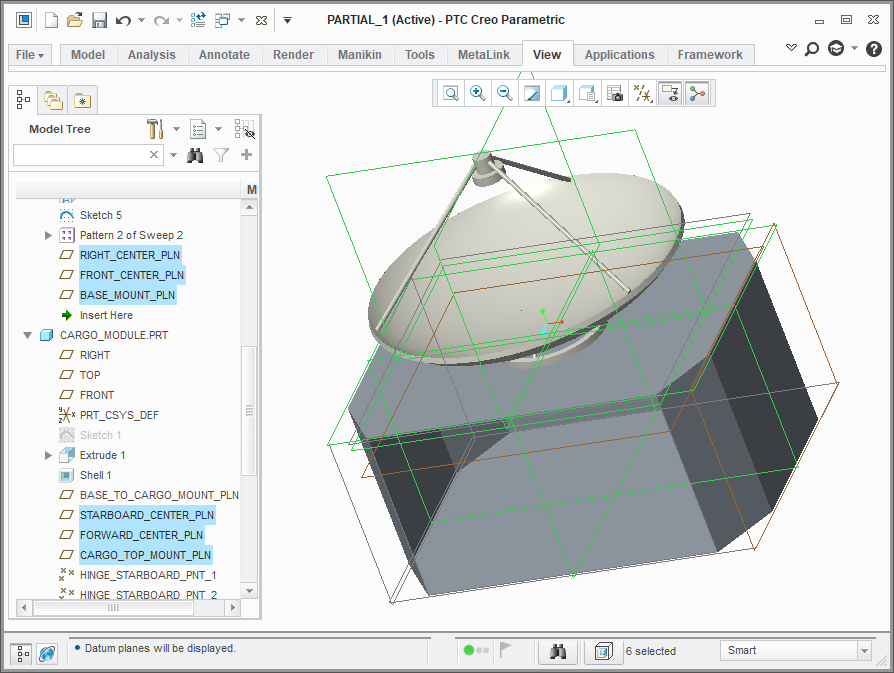 PARTIAL_1 (Active) - PTC Creo Parametric
File Model Analysis Annotate Render Manikin Tools MetaLink View Applications Framework
Model Tree
M
Sketch 5
Pattern 2 of Sweep 2
RIGHT_CENTER_PLN
FRONT_CENTER_PLN
BASE_MOUNT_PLN
Insert Here
CARGO_MODULE.PRT
RIGHT
TOP
FRONT
PRT_CSYS_DEF
Sketch 1
Extrude 1
Shell 1
BASE_TO_CARGO_MOUNT_PLN
STARBOARD_CENTER_PLN
FORWARD_CENTER_PLN
CARGO_TOP_MOUNT_PLN
HINGE_STARBOARD_PNT_1
HINGE_STARBOARD_PNT_2
• Datum planes will be displayed.
6 selected
Smart